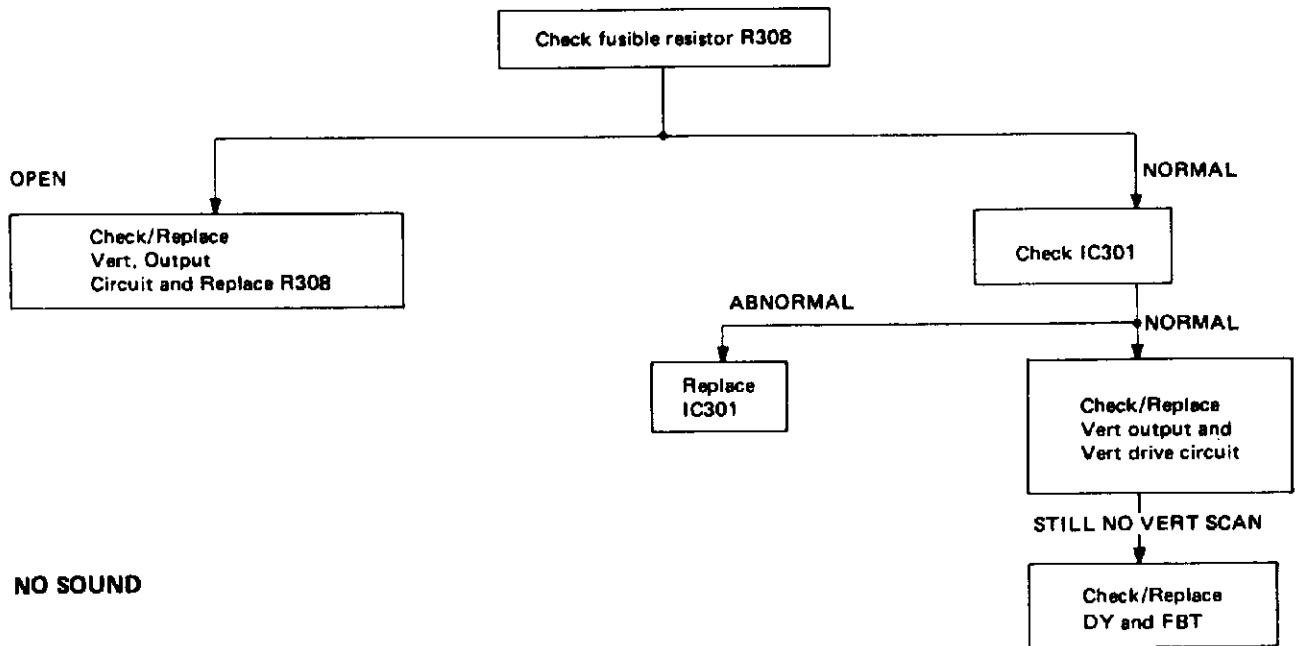 Check fusible resistor R308
OPEN
NORMAL
Check/Replace
Vert, Output
Circuit and Replace R308
Check IC301
ABNORMAL
NORMAL
Replace
IC301
Check/Replace
Vert output and
Vert drive circuit
STILL NO VERT SCAN
NO SOUND
Check/Replace
DY and FBT